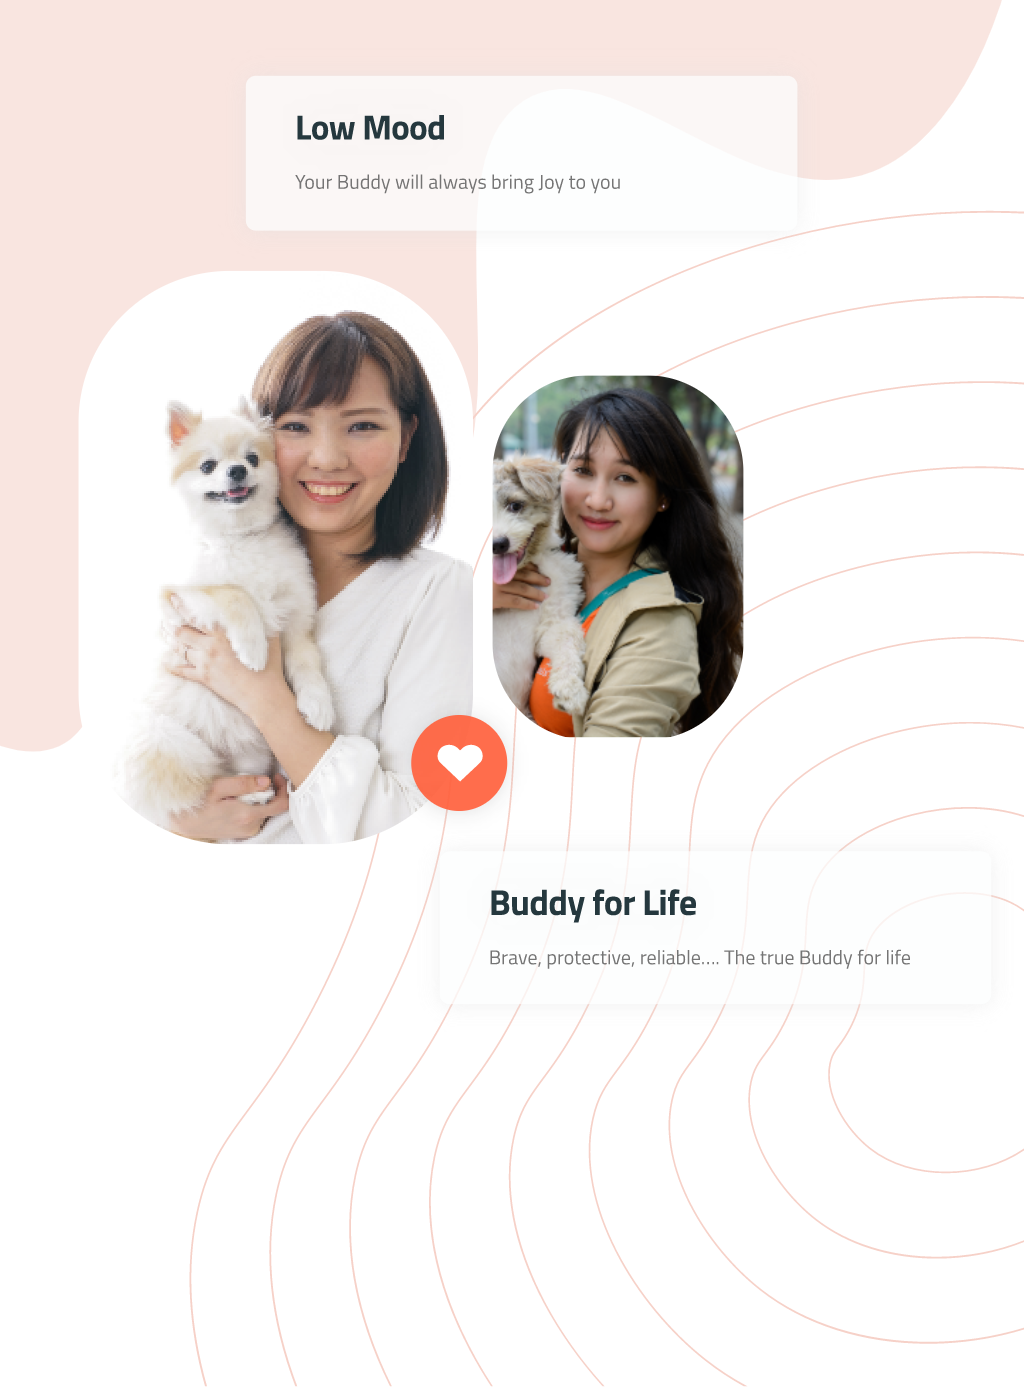 Low Mood
Your Buddy will always bring Joy to you
Buddy for Life
Brave, protective, reliable.... The true Buddy for life